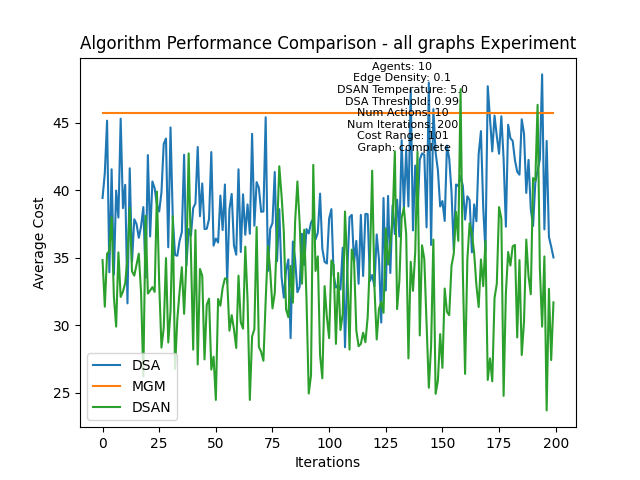 Algorithm Performance Comparison - all graphs Experiment
Agents: 10
Edge Density: 0.1
DSAN Temperature: 5.0
DSA Threshold: 0.99
Num Actions: 10
Num Iterations: 200
Cost Range: 101
Graph: complete
45
40
35
30
25
Average Cost
DSA
MGM
DSAN
0 25 50 75 100 125 150 175 200
Iterations